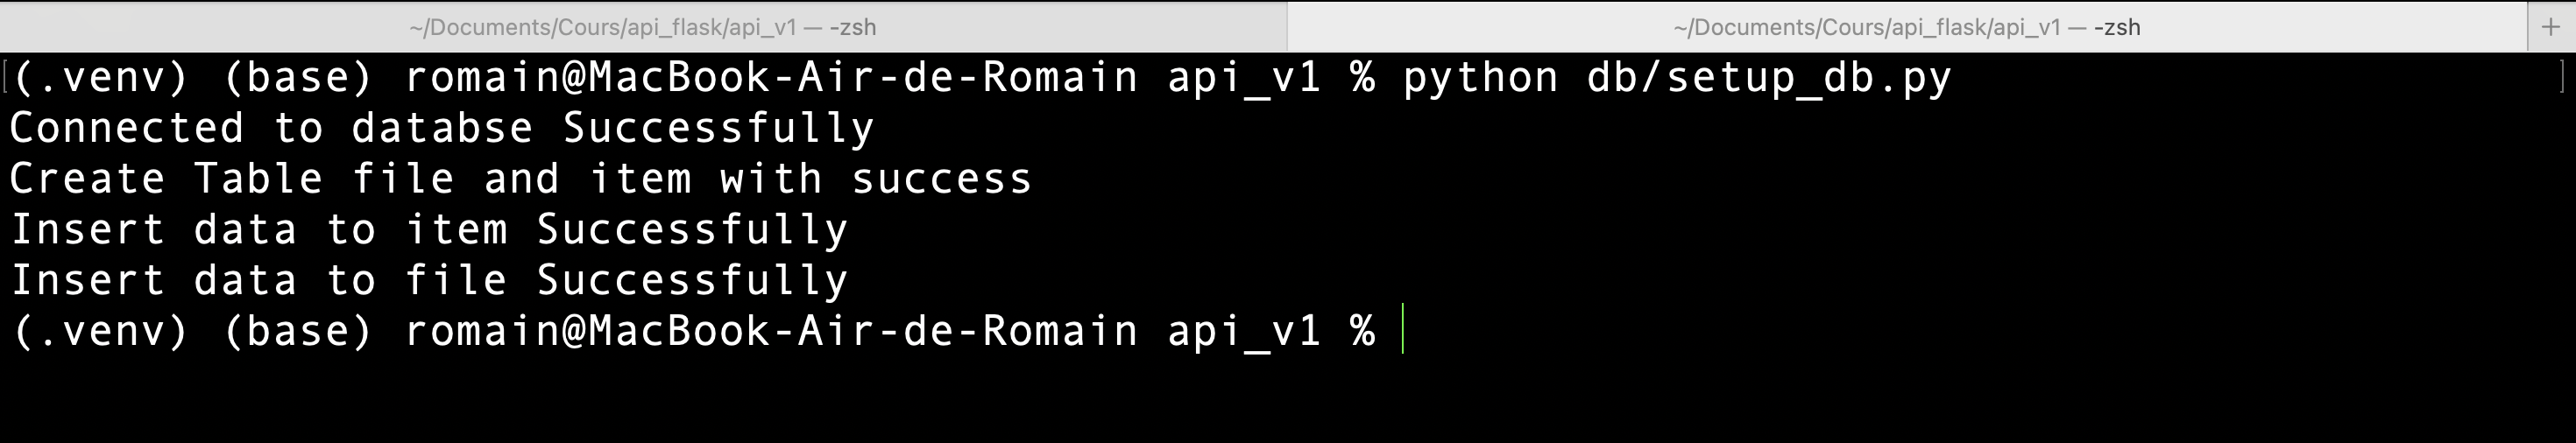 ~/Documents/Cours/api_flask/api_v1 — -zsh
~/Documents/Cours/api_flask/api_v1 — -zsh
+
[(.venv) (base) romain@MacBook-Air-de-Romain api_v1 % python db/setup_db.py ]
Connected to databse Successfully
Create Table file and item with success
Insert data to item Successfully
Insert data to file Successfully
(.venv) (base) romain@MacBook-Air-de-Romain api_v1 %